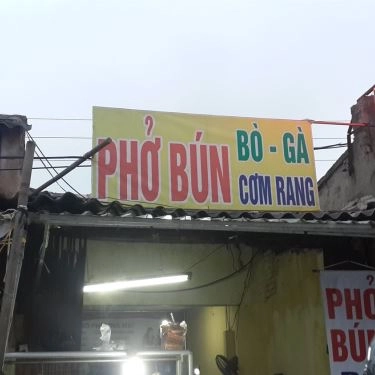 PHỞ BÚN
BÒ - GÀ
CƠM RANG
PHỞ
BÚN